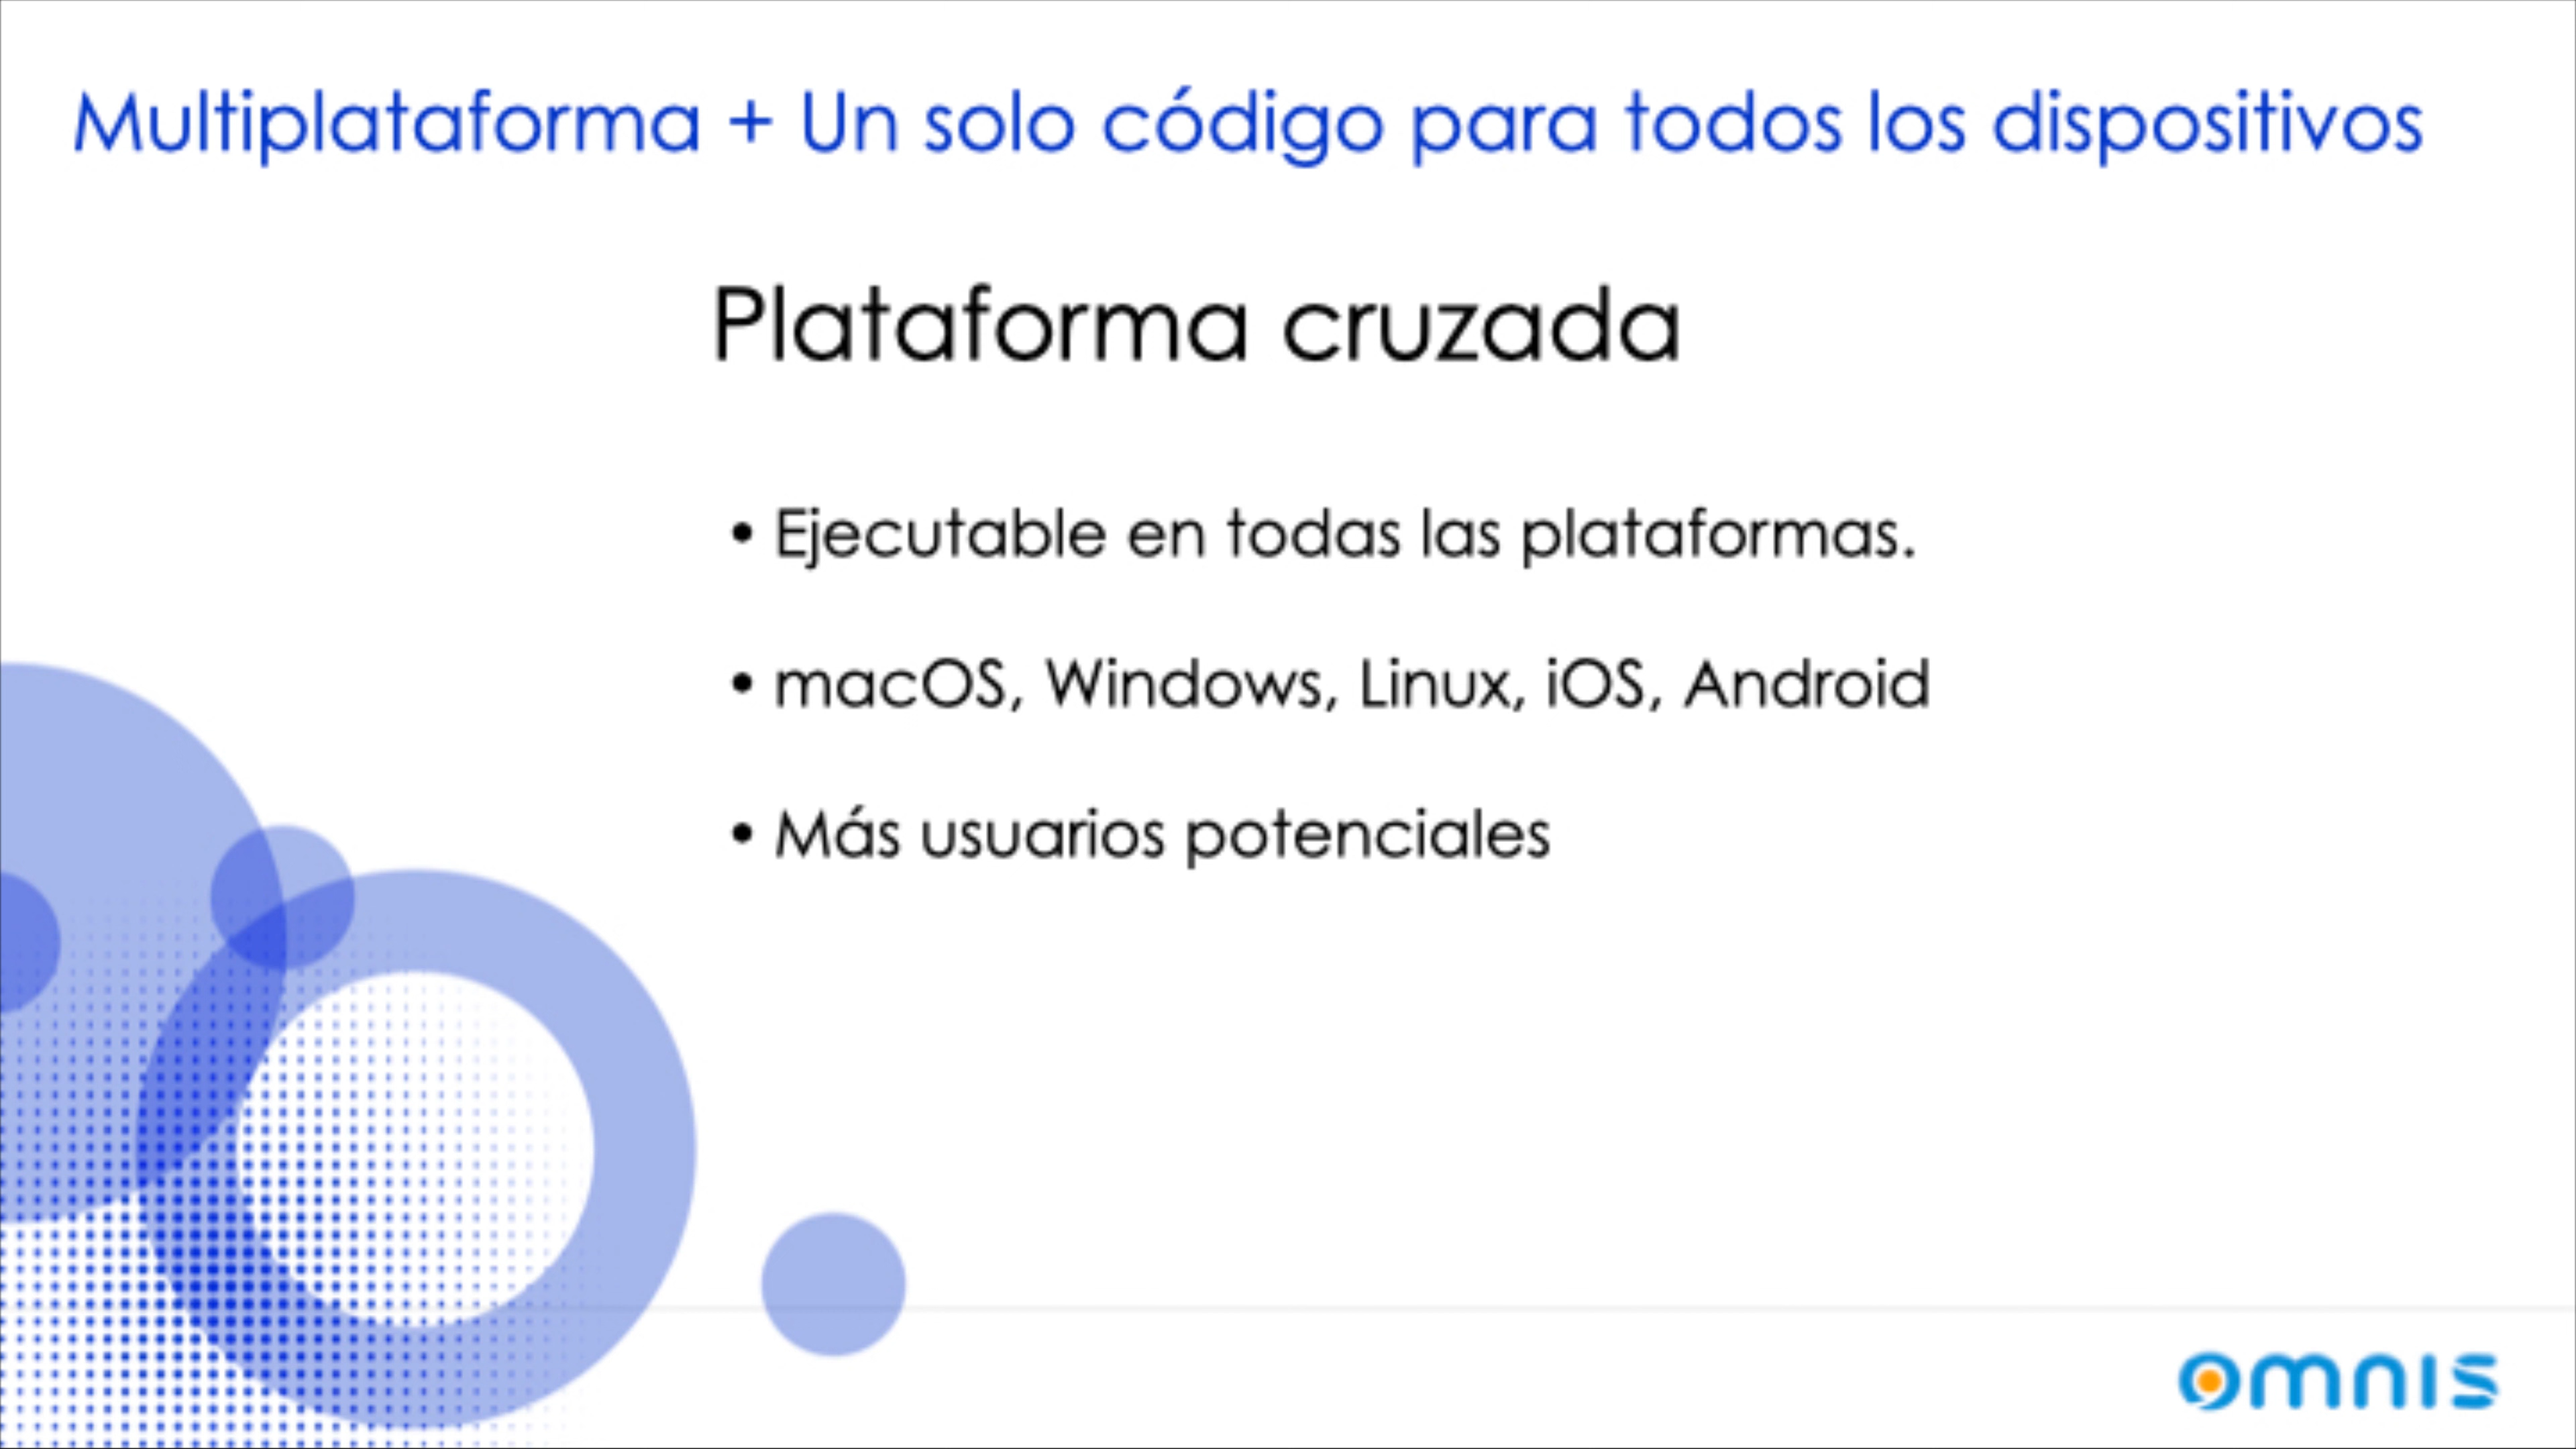 Multiplataforma + Un solo código para todos los dispositivos
Plataforma cruzada
• Ejecutable en todas las plataformas.
• macOS, Windows, Linux, iOS, Android
• Más usuarios potenciales
omnis